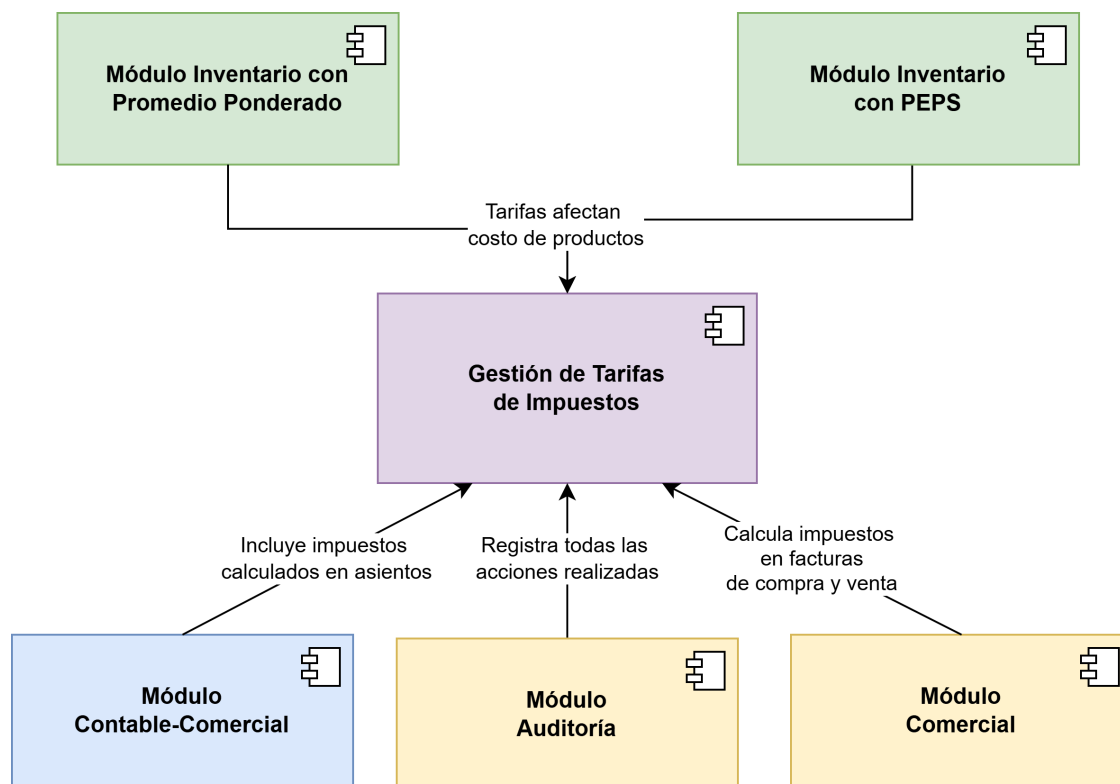 Módulo Inventario con
Promedio Ponderado
Módulo Inventario
con PEPS
Tarifas afectan
costo de productos
Gestión de Tarifas
de Impuestos
Incluye impuestos
calculados en asientos
Registra todas las
acciones realizadas
Calcula impuestos
en facturas
de compra y venta
Módulo
Contable-Comercial
Módulo
Auditoría
Módulo
Comercial